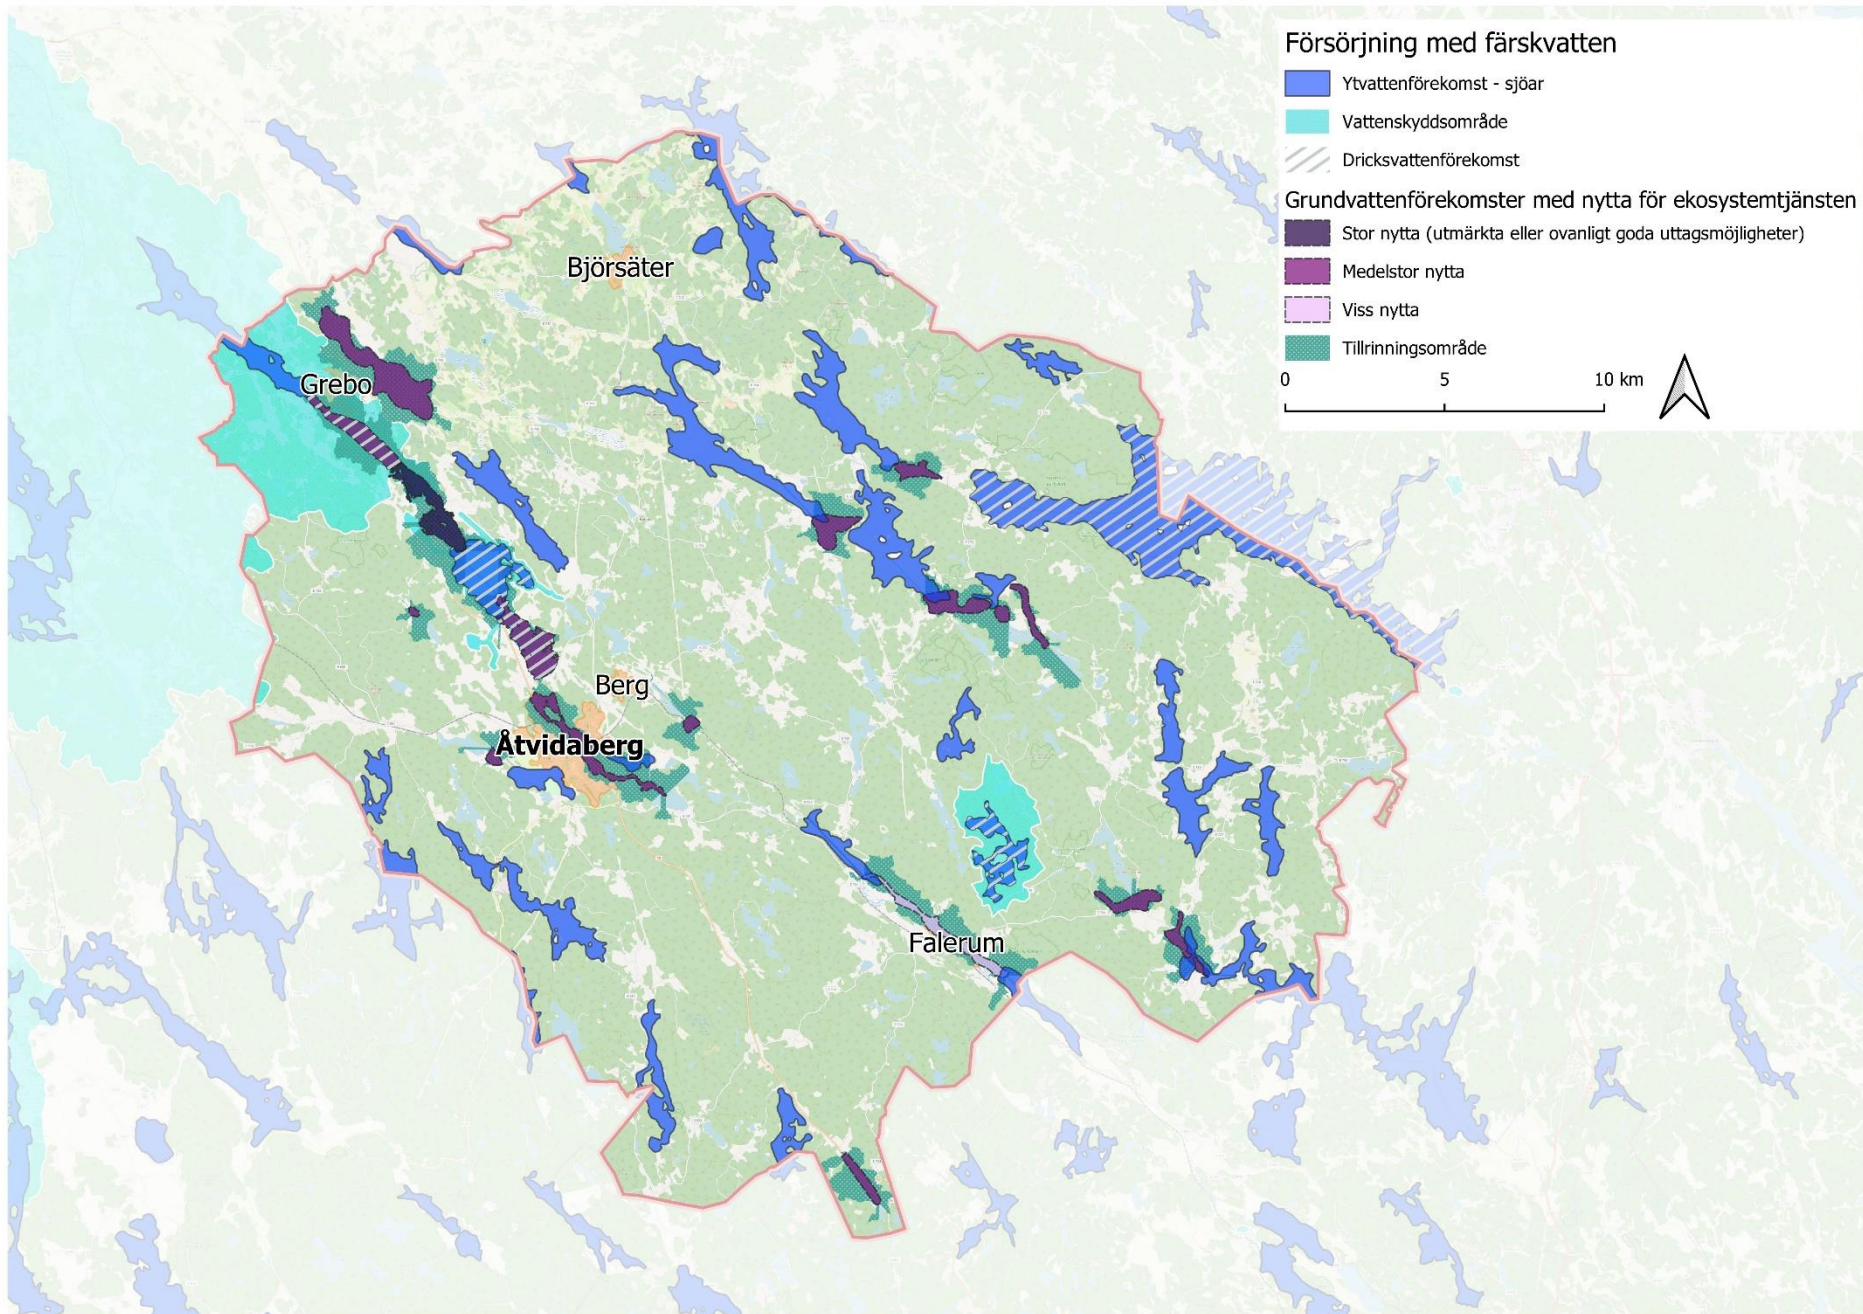 Försörjning med färskvatten
Ytvattenförekomst - sjöar
Vattenskyddsområde
Dricksvattenförekomst
Grundvattenförekomster med nytta för ekosystemtjänsten
Stor nytta (utmärkta eller ovanligt goda uttagsmöjligheter)
Medelstor nytta
Viss nytta
Tillrinningsområde
0 5 10 km
Björsäter
Grebo
Berg
Åtvidaberg
Falerum